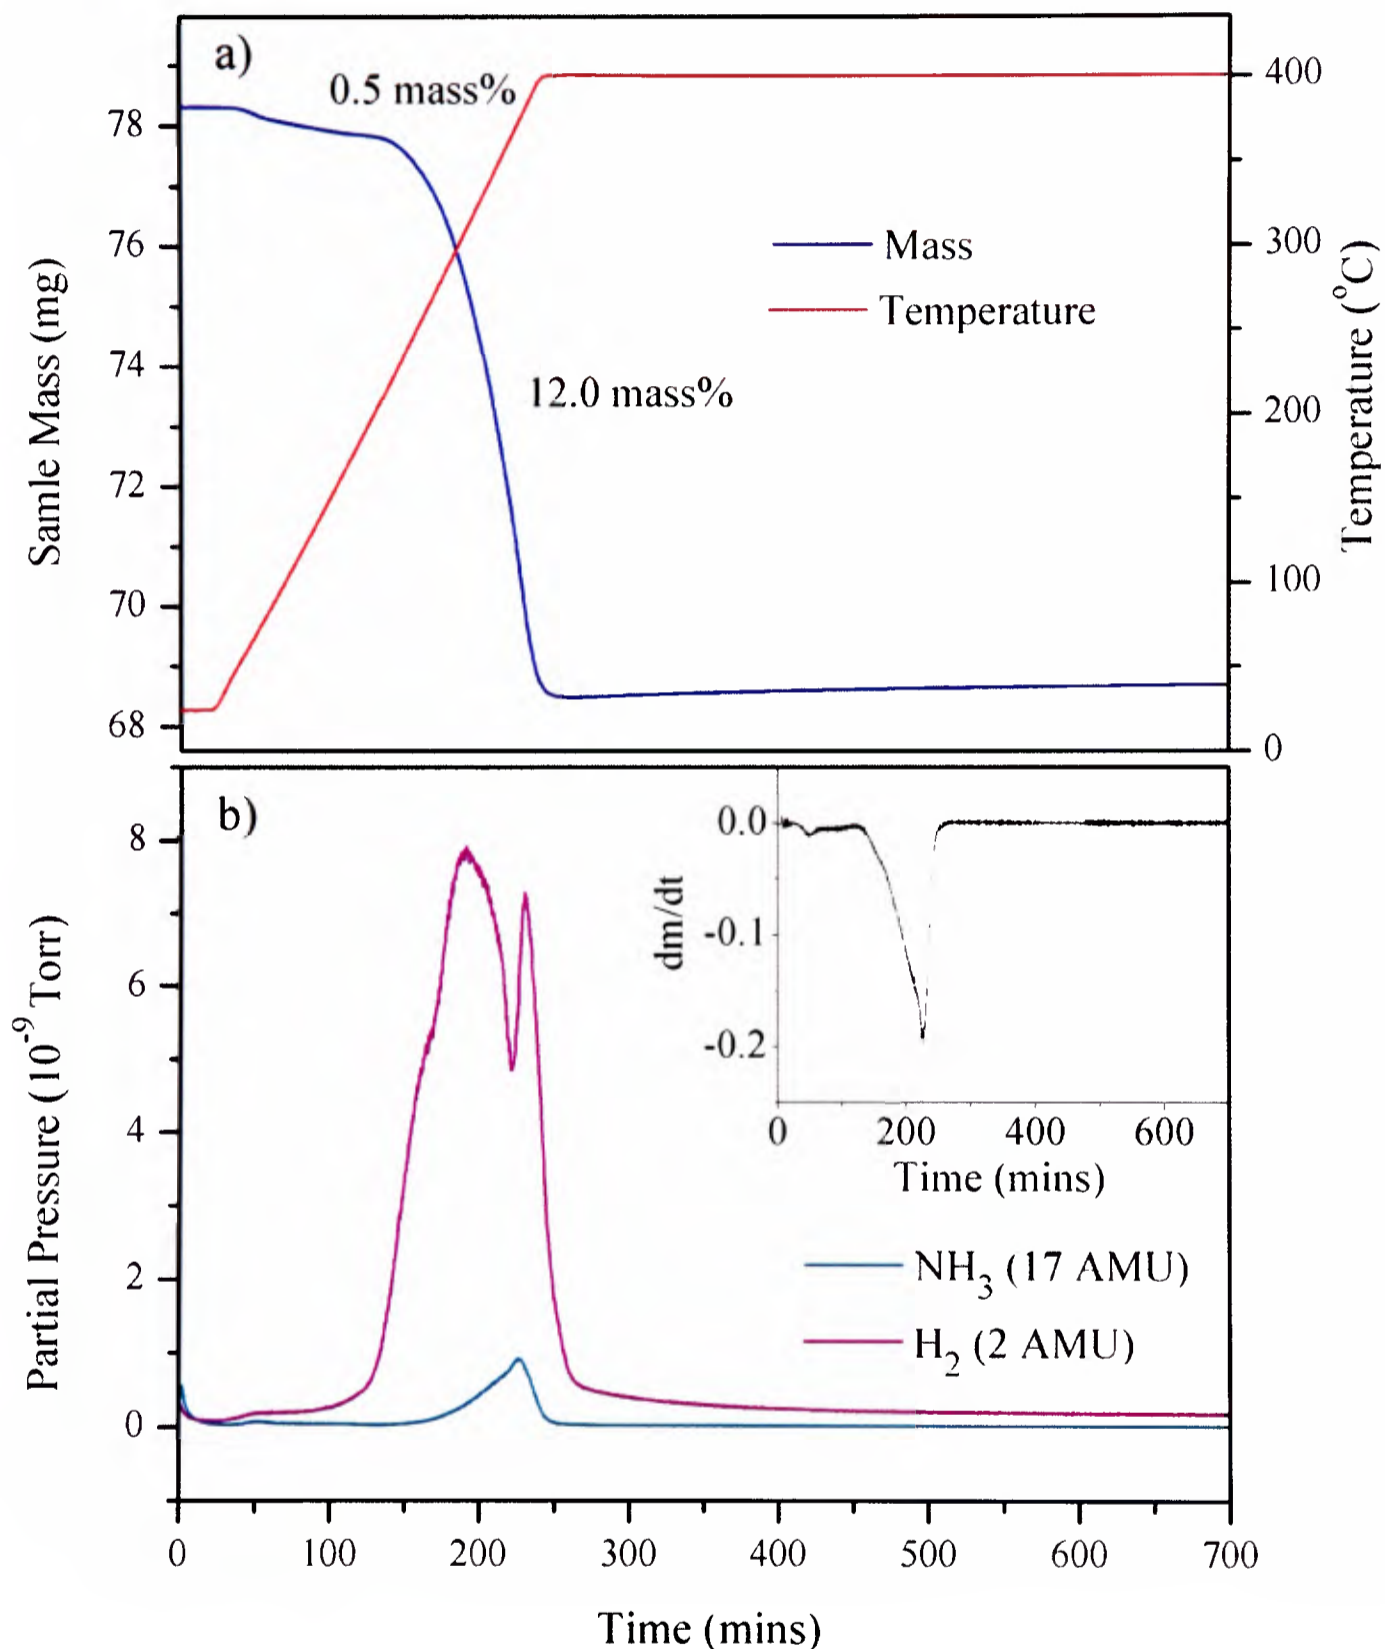 a)
0.5 mass%
400
78
Mass
300
76
Temperature
Samle Mass (mg)
Temperature (°C)
74
12.0 mass%
200
72
100
70
68
0
b)
0.0
8
dm/dt
-0.1
6
-0.2
Partial Pressure (10⁻⁹ Torr)
0 200 400 600
4
Time (mins)
NH₃ (17 AMU)
2
H₂ (2 AMU)
0
0 100 200 300 400 500 600 700
Time (mins)